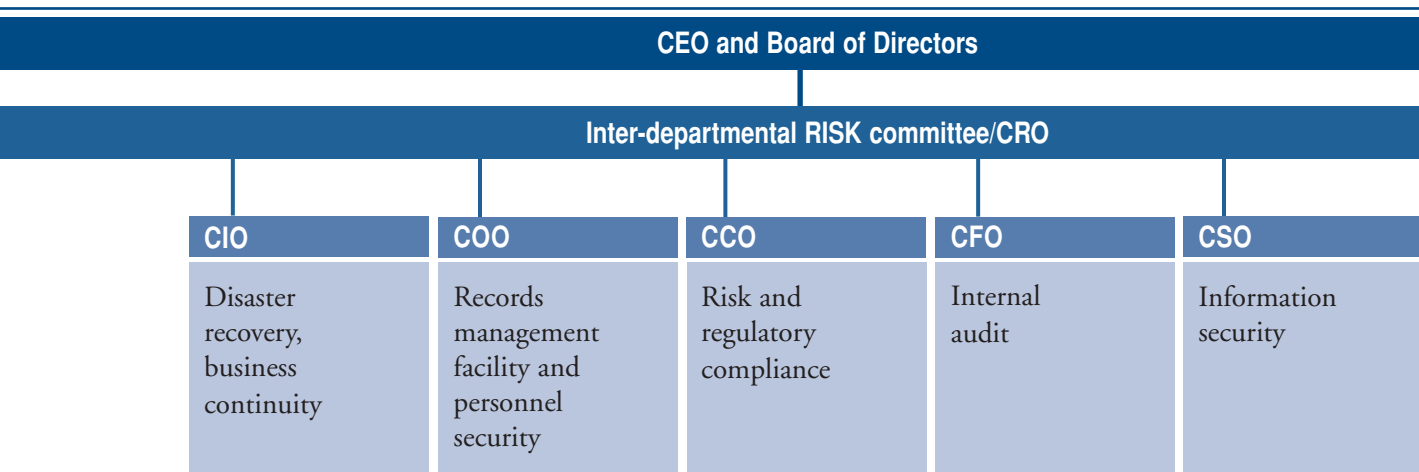 CEO and Board of Directors
Inter-departmental RISK committee/CRO
CIO
Disaster
recovery,
business
continuity
COO
Records
management
facility and
personnel
security
CCO
Risk and
regulatory
compliance
CFO
Internal
audit
CSO
Information
security